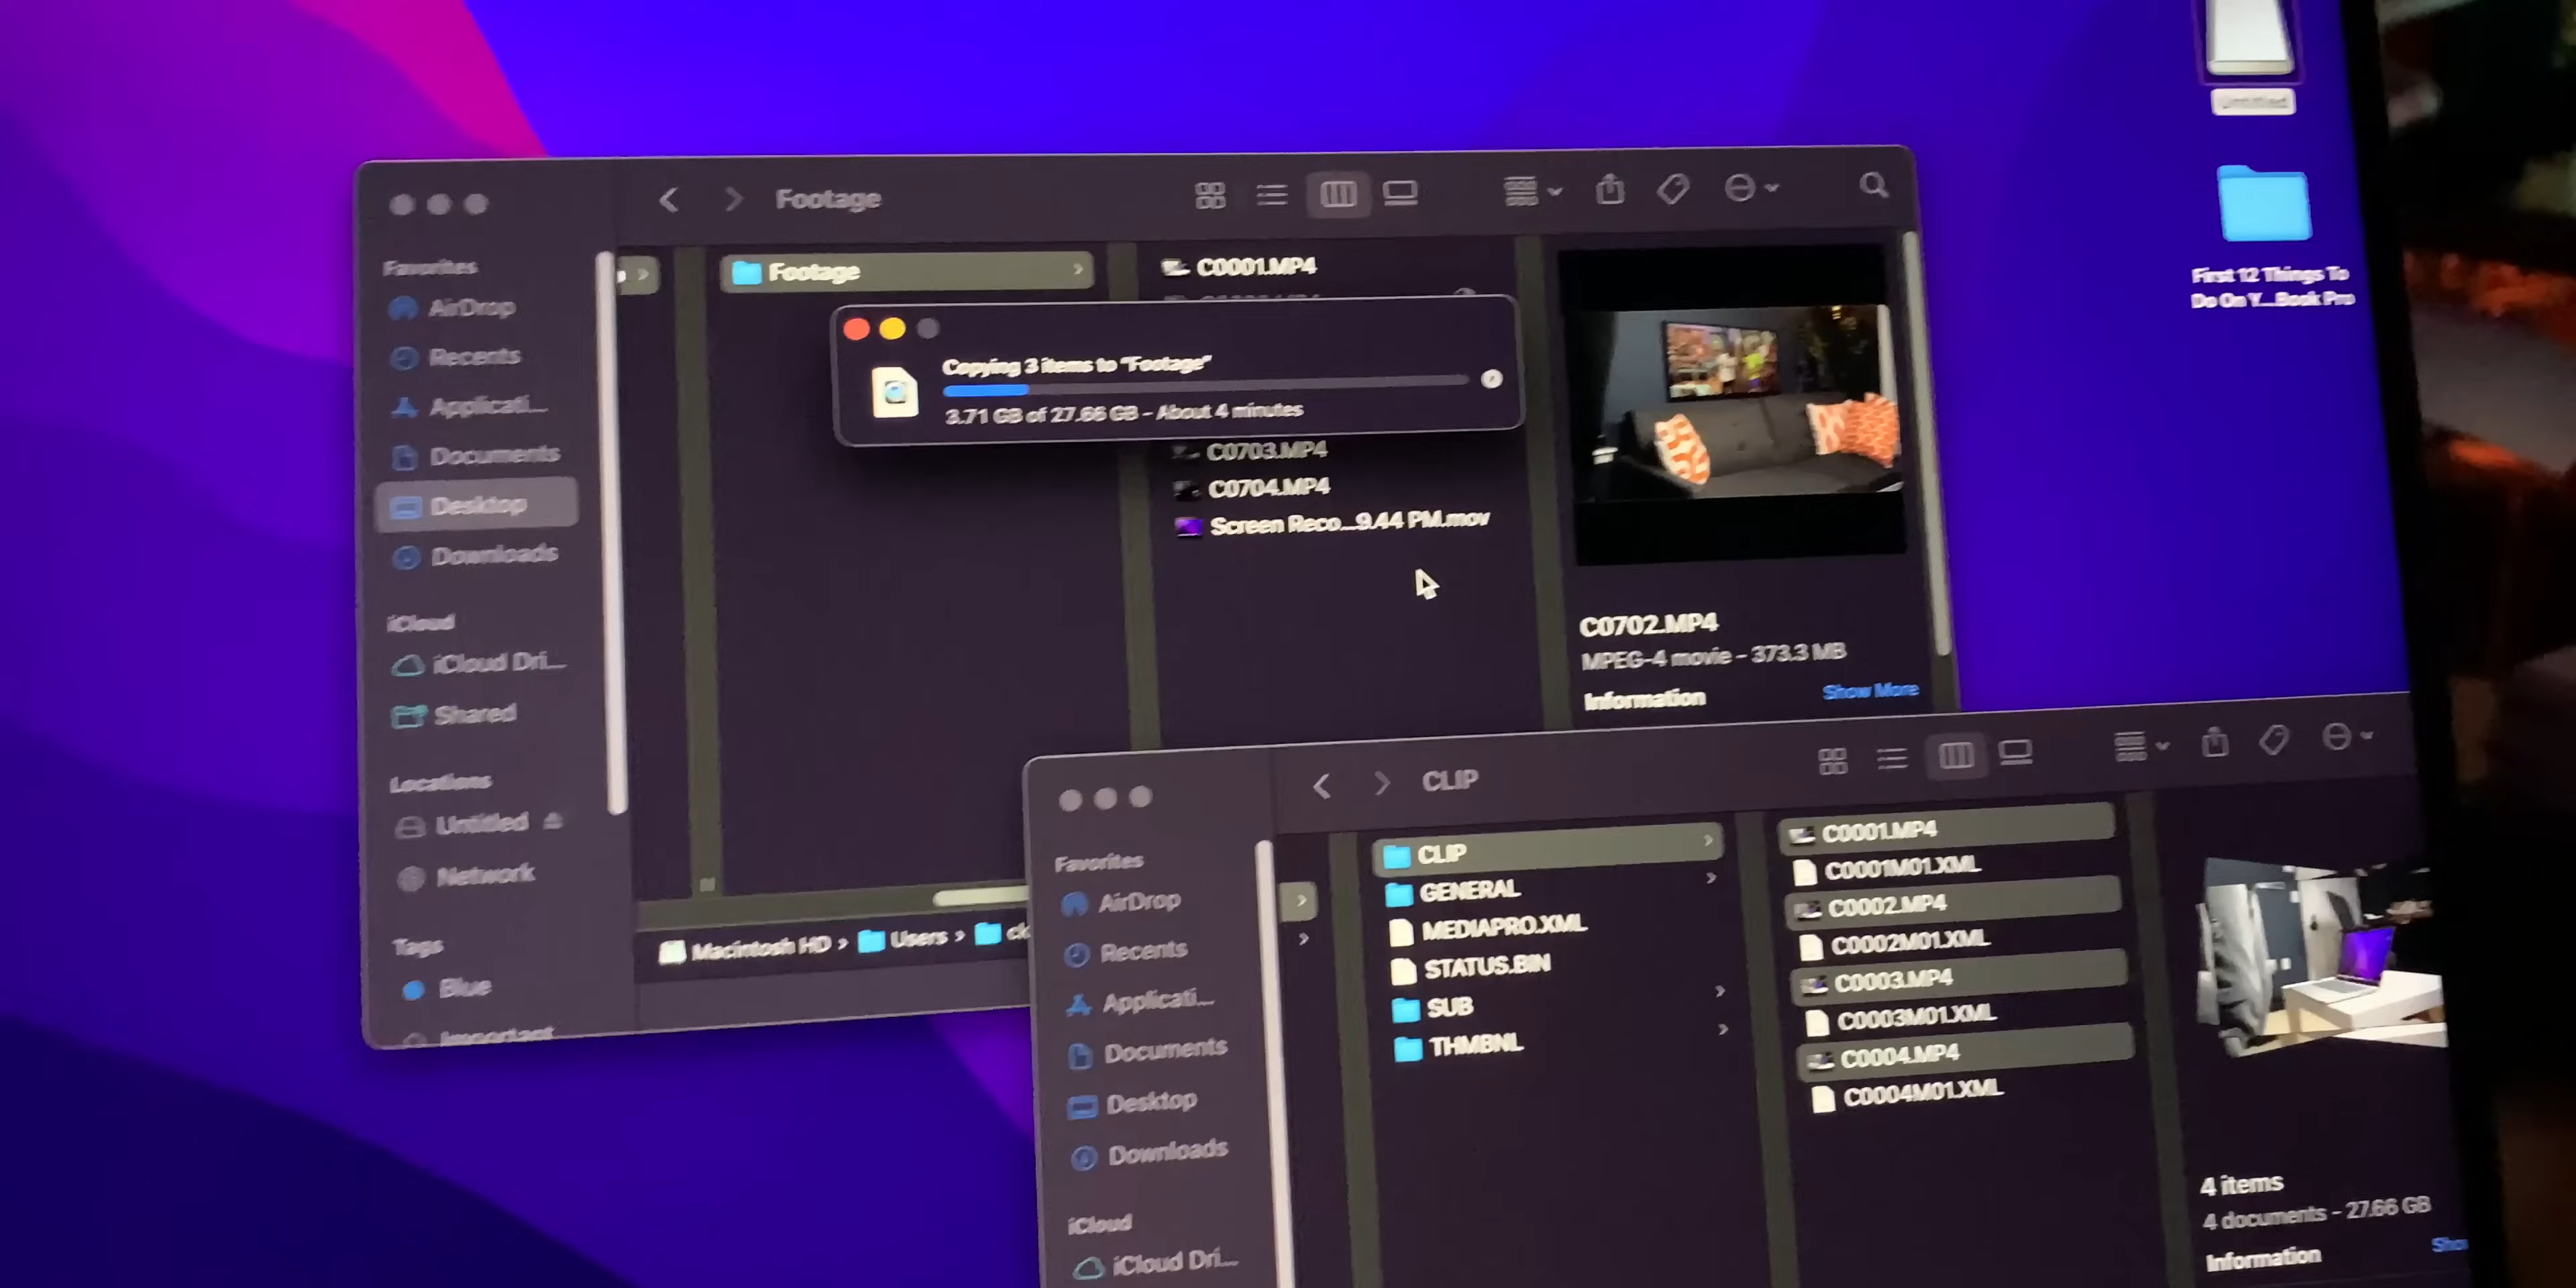 Untitled
First 12 Things To
Do On Y...Book Pro
Footage
Favorites
AirDrop
Recents
Applicati...
Documents
Desktop
Downloads
iCloud
iCloud Dri...
Shared
Locations
Untitled
Network
Tags
Blue
Important
Footage
C0001.MP4
Copying 3 items to "Footage"
3.71 GB of 27.66 GB - About 4 minutes
C0703.MP4
C0704.MP4
Screen Reco...9.44 PM.mov
C0702.MP4
MPEG-4 movie - 373.3 MB
Information
Show More
Macintosh HD > Users > ck
CLIP
Favorites
AirDrop
Recents
Applicati...
Documents
Desktop
Downloads
iCloud
iCloud Dri...
CLIP
GENERAL
MEDIAPRO.XML
STATUS.BIN
SUB
THMBNL
C0001.MP4
C0001M01.XML
C0002.MP4
C0002M01.XML
C0003.MP4
C0003M01.XML
C0004.MP4
C0004M01.XML
4 items
4 documents - 27.66 GB
Information
Sho